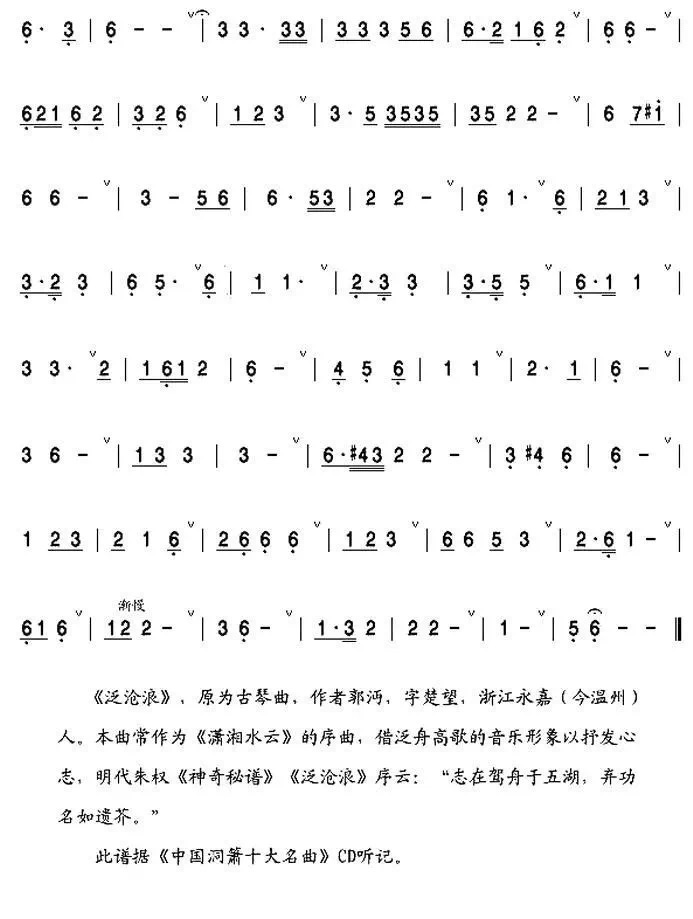 6· 3 | 6 - - ˅| 3 3· 33 | 3 3 3 5 6 | 6·2 1 6 2 ˅| 6 6 - ˅|
6 2 1 6 2 | 3 2 6 ˅| 1 2 3 ˅| 3· 5 3535 | 35 2 2 - ˅| 6 7#1 |
6 6 - ˅| 3 - 5 6 | 6· 53 | 2 2 - ˅| 6 1· ˅6 | 2 1 3 ˅|
3·2 3 | 6 5· ˅6 | 1 1· ˅| 2·3 3 | 3·5 5 ˅| 6·1 1 ˅|
3 3· ˅2 | 1 6 1 2 | 6 - ˅| 4 5 6 | 1 1 ˅| 2· 1 | 6 - ˅|
3 6 - ˅| 1 3 3 | 3 - ˅| 6·#43 2 2 - ˅| 3 #4 6 | 6 - ˅|
1 2 3 | 2 1 6 ˅| 2 6 6 6 ˅| 1 2 3 ˅| 6 6 5 3 ˅| 2·6 1 - ˅|
渐慢
6 1 6 ˅| 1 2 2 - ˅| 3 6 - ˅| 1·3 2 | 2 2 - ˅| 1 - ˅| 5 6 - - ‖
《泛沧浪》，原为古琴曲，作者郭沔，字楚望，浙江永嘉（今温州）
人。本曲常作为《潇湘水云》的序曲，借泛舟高歌的音乐形象以抒发心
志，明代朱权《神奇秘谱》《泛沧浪》序云：“志在驾舟于五湖，弃功
名如遗芥。”
此谱据《中国洞箫十大名曲》CD听记。